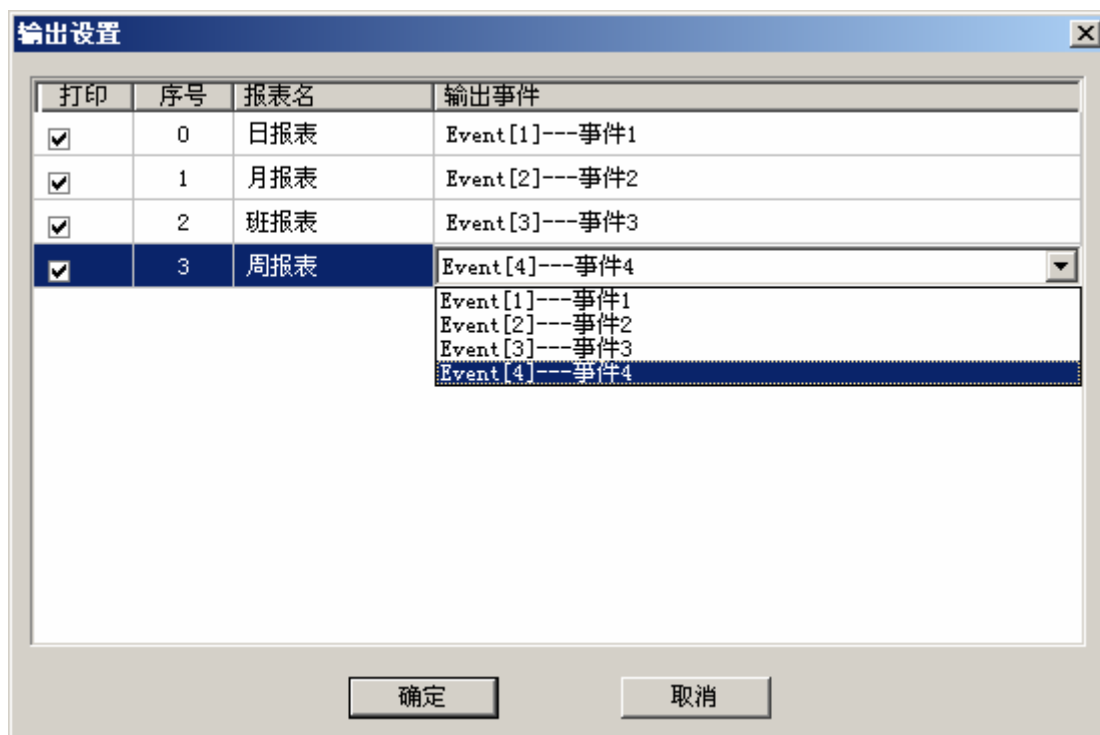 输出设置
打印 序号 报表名 输出事件
0 日报表 Event[1]---事件1
1 月报表 Event[2]---事件2
2 班报表 Event[3]---事件3
3 周报表 Event[4]---事件4
Event[1]---事件1
Event[2]---事件2
Event[3]---事件3
Event[4]---事件4
确定 取消